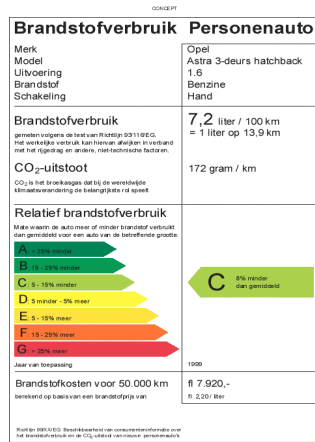 CONCEPT
Brandstofverbruik Personenauto
Merk Opel
Model Astra 3-deurs hatchback
Uitvoering 1.6
Brandstof Benzine
Schakeling Hand
Brandstofverbruik 7,2 liter / 100 km
= 1 liter op 13,9 km
gemeten volgens de test van Richtlijn 93/116/EG.
Het werkelijke verbruik kan hiervan afwijken in verband
met het rijgedrag en andere, niet-technische factoren.
CO2-uitstoot 172 gram / km
CO2 is het broeikasgas dat bij de wereldwijde
klimaatsverandering de belangrijkste rol speelt
Relatief brandstofverbruik
Mate waarin de auto meer of minder brandstof verbruikt
dan gemiddeld voor een auto van de betreffende grootte.
A: > 25% minder
B: 15 - 25% minder
C: 5 - 15% minder
D: 5 minder - 5% meer
E: 5 - 15% meer
F: 15 - 25% meer
G: > 25% meer
C 8% minder
dan gemiddeld
Jaar van toepassing 1999
Brandstofkosten voor 50.000 km fl 7.920,-
berekend op basis van een brandstofprijs van fl 2,20 / liter
Richtlijn 99/XX/EG: Beschikbaarheid van consumenteninformatie over
het brandstofverbruik en de CO2-uitstoot van nieuwe personenauto's